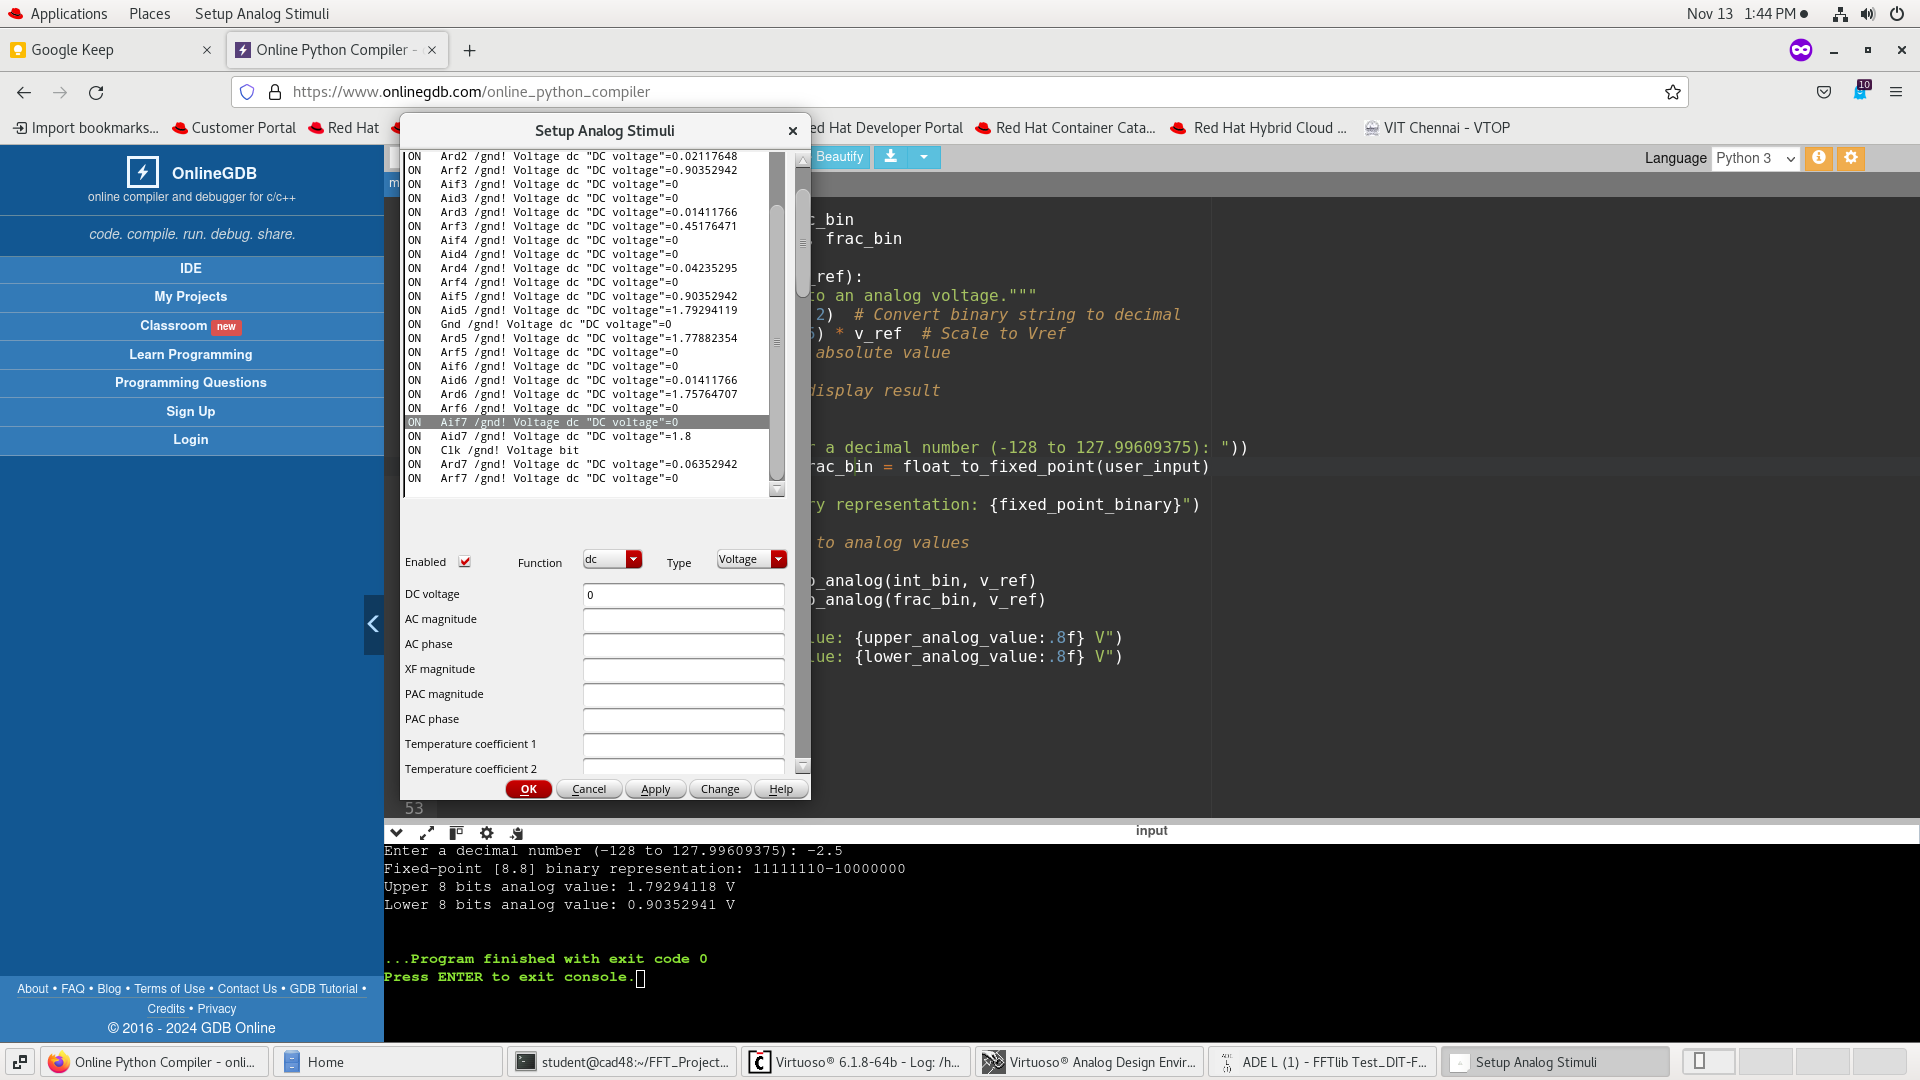 Applications Places Setup Analog Stimuli Nov 13 1:44 PM
Google Keep Online Python Compiler -
https://www.onlinegdb.com/online_python_compiler 10
Import bookmarks... Customer Portal Red Hat ed Hat Developer Portal Red Hat Container Cata... Red Hat Hybrid Cloud ... VIT Chennai - VTOP
OnlineGDB
online compiler and debugger for c/c++
code. compile. run. debug. share.
IDE
My Projects
Classroom new
Learn Programming
Programming Questions
Sign Up
Login
About • FAQ • Blog • Terms of Use • Contact Us • GDB Tutorial •
Credits • Privacy
© 2016 - 2024 GDB Online
Setup Analog Stimuli
ON Ard2 /gnd! Voltage dc "DC voltage"=0.02117648
ON Arf2 /gnd! Voltage dc "DC voltage"=0.90352942
ON Aif3 /gnd! Voltage dc "DC voltage"=0
ON Aid3 /gnd! Voltage dc "DC voltage"=0
ON Ard3 /gnd! Voltage dc "DC voltage"=0.01411766
ON Arf3 /gnd! Voltage dc "DC voltage"=0.45176471
ON Aif4 /gnd! Voltage dc "DC voltage"=0
ON Aid4 /gnd! Voltage dc "DC voltage"=0
ON Ard4 /gnd! Voltage dc "DC voltage"=0.04235295
ON Arf4 /gnd! Voltage dc "DC voltage"=0
ON Aif5 /gnd! Voltage dc "DC voltage"=0.90352942
ON Aid5 /gnd! Voltage dc "DC voltage"=1.79294119
ON Gnd /gnd! Voltage dc "DC voltage"=0
ON Ard5 /gnd! Voltage dc "DC voltage"=1.77882354
ON Arf5 /gnd! Voltage dc "DC voltage"=0
ON Aif6 /gnd! Voltage dc "DC voltage"=0
ON Aid6 /gnd! Voltage dc "DC voltage"=0.01411766
ON Ard6 /gnd! Voltage dc "DC voltage"=1.75764707
ON Arf6 /gnd! Voltage dc "DC voltage"=0
ON Aif7 /gnd! Voltage dc "DC voltage"=0
ON Aid7 /gnd! Voltage dc "DC voltage"=1.8
ON Clk /gnd! Voltage bit
ON Ard7 /gnd! Voltage dc "DC voltage"=0.06352942
ON Arf7 /gnd! Voltage dc "DC voltage"=0
Enabled Function dc Type Voltage
DC voltage 0
AC magnitude
AC phase
XF magnitude
PAC magnitude
PAC phase
Temperature coefficient 1
Temperature coefficient 2
OK Cancel Apply Change Help
Beautify Language Python 3
m
c_bin
frac_bin
_ref):
to an analog voltage."""
2) # Convert binary string to decimal
) * v_ref # Scale to Vref
absolute value
display result
r a decimal number (-128 to 127.99609375): "))
rac_bin = float_to_fixed_point(user_input)
ry representation: {fixed_point_binary}")
to analog values
o_analog(int_bin, v_ref)
o_analog(frac_bin, v_ref)
lue: {upper_analog_value:.8f} V")
lue: {lower_analog_value:.8f} V")
53
input
Enter a decimal number (-128 to 127.99609375): -2.5
Fixed-point [8.8] binary representation: 11111110-10000000
Upper 8 bits analog value: 1.79294118 V
Lower 8 bits analog value: 0.90352941 V
...Program finished with exit code 0
Press ENTER to exit console.
Online Python Compiler - onli... Home student@cad48:~/FFT_Project... Virtuoso® 6.1.8-64b - Log: /h... Virtuoso® Analog Design Envir... ADE L (1) - FFTlib Test_DIT-F... Setup Analog Stimuli